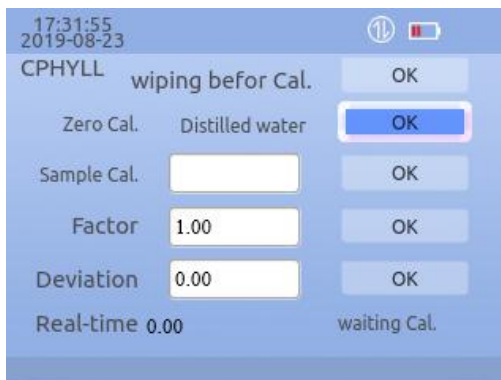 17:31:55
2019-08-23
CPHYLL wiping befor Cal. OK
Zero Cal. Distilled water OK
Sample Cal. OK
Factor 1.00 OK
Deviation 0.00 OK
Real-time 0.00 waiting Cal.